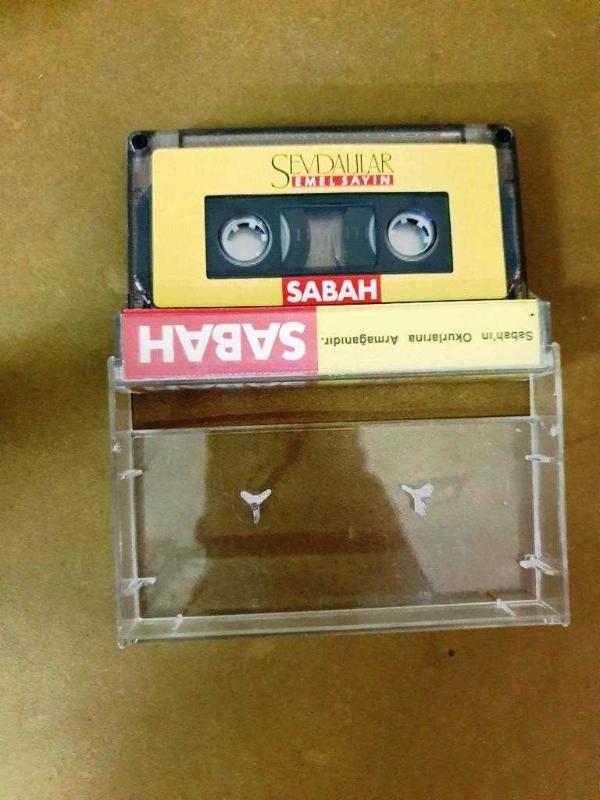 SEVDALILAR
EMEL SAYIN
SABAH
SABAH
Sabah'ın Okurlarına Armağanıdır.